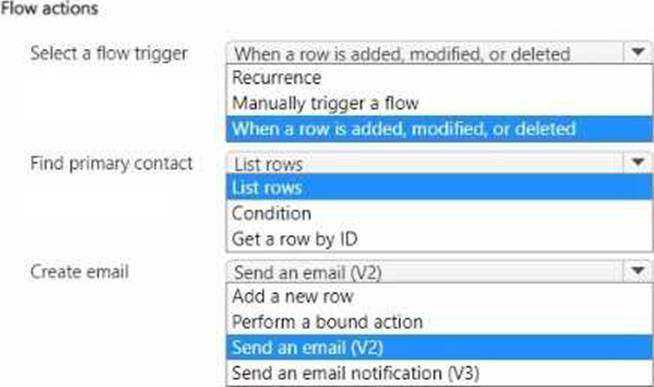 Flow actions
Select a flow trigger
When a row is added, modified, or deleted
Recurrence
Manually trigger a flow
When a row is added, modified, or deleted
Find primary contact
List rows
List rows
Condition
Get a row by ID
Create email
Send an email (V2)
Add a new row
Perform a bound action
Send an email (V2)
Send an email notification (V3)